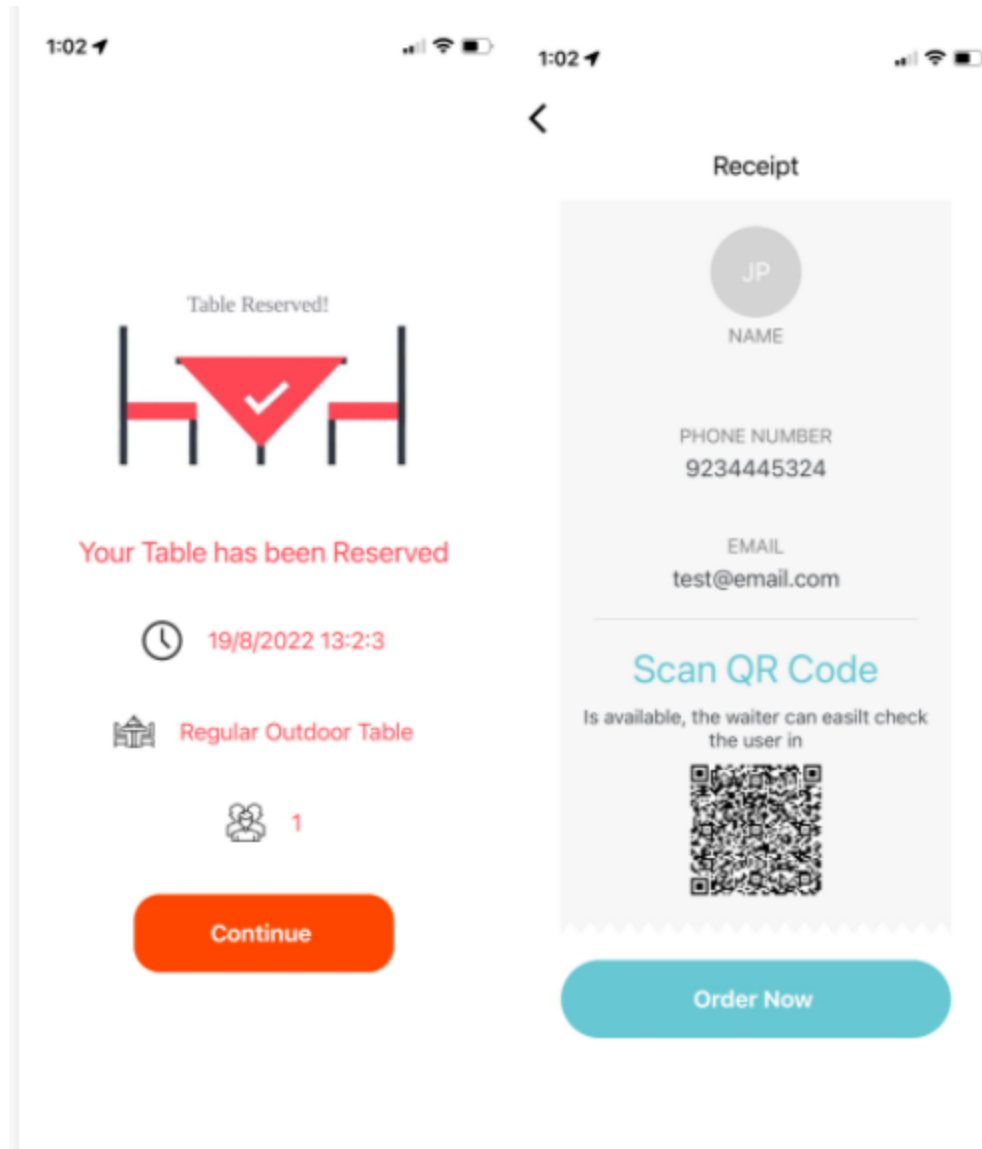 1:02
Table Reserved!
Your Table has been Reserved
19/8/2022 13:2:3
Regular Outdoor Table
1
Continue
1:02
Receipt
JP
NAME
PHONE NUMBER
9234445324
EMAIL
test@email.com
Scan QR Code
Is available, the waiter can easilt check
the user in
Order Now